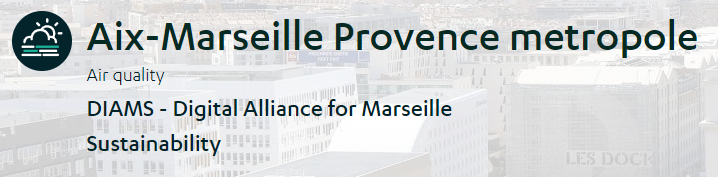 Aix-Marseille Provence metropole
Air quality
DIAMS - Digital Alliance for Marseille
Sustainability
LES DOCK